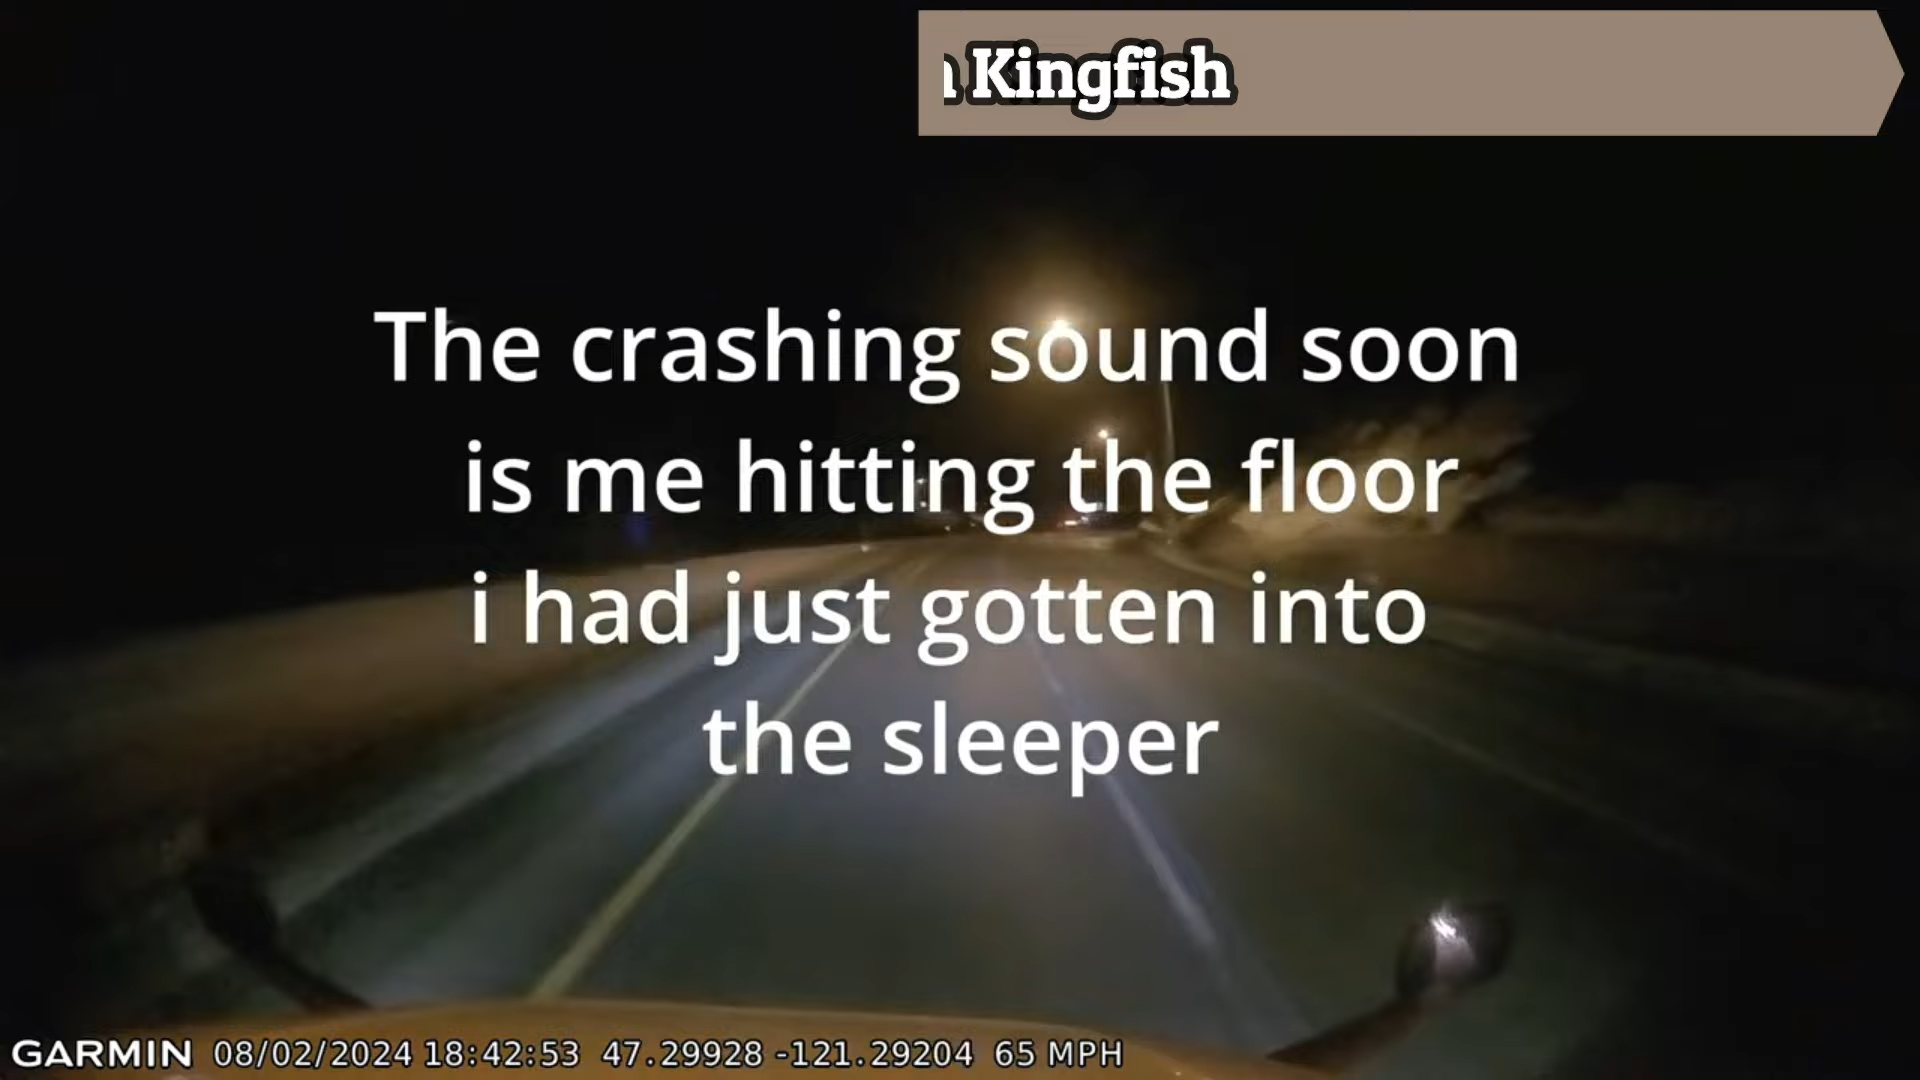 Kingfish
The crashing sound soon
is me hitting the floor
i had just gotten into
the sleeper
GARMIN 08/02/2024 18:42:53 47.29928 -121.29204 65 MPH